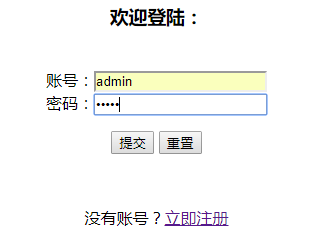 欢迎登陆：
账号：admin
密码：•••••
提交 重置
没有账号？立即注册